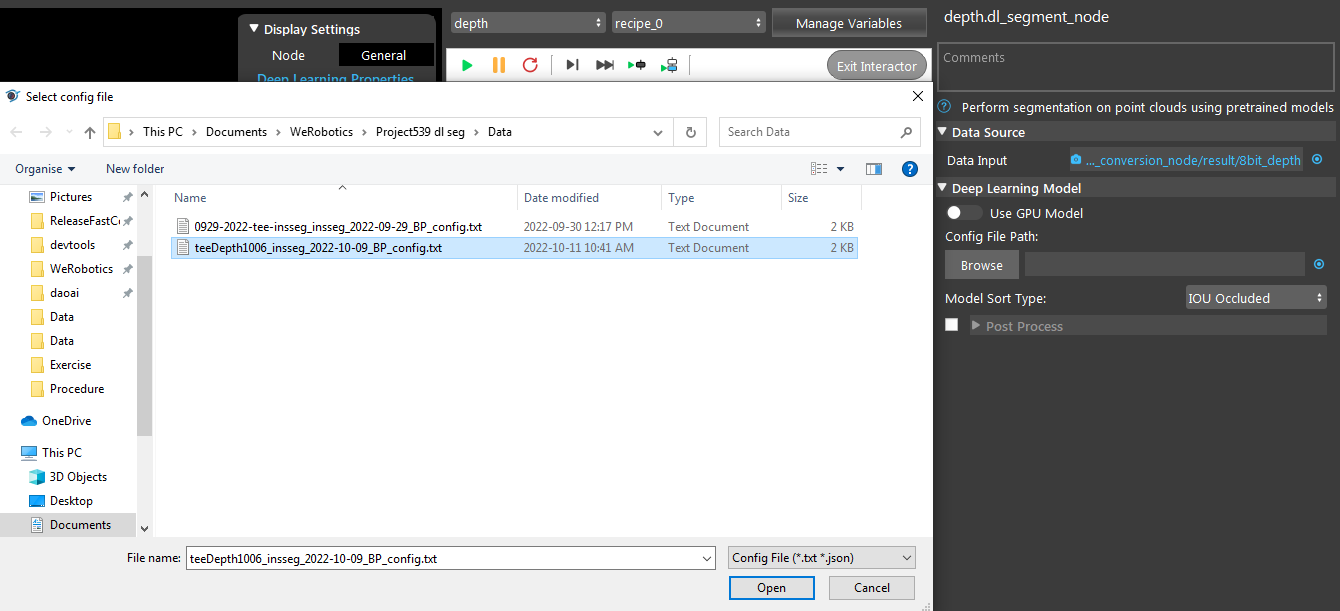 Display Settings
Node General
Deep Learning Properties
depth recipe_0 Manage Variables
Exit Interactor
Select config file
This PC Documents WeRobotics Project539 dl seg Data
Search Data
Organise New folder
Name Date modified Type Size
0929-2022-tee-insseg_insseg_2022-09-29_BP_config.txt 2022-09-30 12:17 PM Text Document 2 KB
teeDepth1006_insseg_2022-10-09_BP_config.txt 2022-10-11 10:41 AM Text Document 2 KB
Pictures
ReleaseFastCo
devtools
WeRobotics
daoai
Data
Data
Exercise
Procedure
OneDrive
This PC
3D Objects
Desktop
Documents
File name: teeDepth1006_insseg_2022-10-09_BP_config.txt Config File (*.txt *.json)
Open Cancel
depth.dl_segment_node
Comments
Perform segmentation on point clouds using pretrained models
Data Source
Data Input ..._conversion_node/result/8bit_depth
Deep Learning Model
Use GPU Model
Config File Path:
Browse
Model Sort Type: IOU Occluded
Post Process